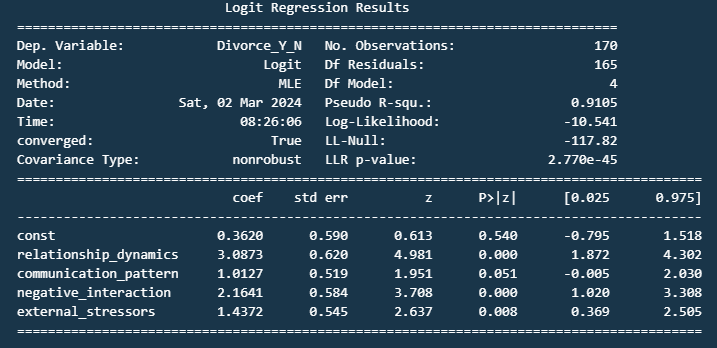 Logit Regression Results
==============================================================================
Dep. Variable: Divorce_Y_N No. Observations: 170
Model: Logit Df Residuals: 165
Method: MLE Df Model: 4
Date: Sat, 02 Mar 2024 Pseudo R-squ.: 0.9105
Time: 08:26:06 Log-Likelihood: -10.541
converged: True LL-Null: -117.82
Covariance Type: nonrobust LLR p-value: 2.770e-45
=========================================================================================
coef std err z P>|z| [0.025 0.975]
-----------------------------------------------------------------------------------------
const 0.3620 0.590 0.613 0.540 -0.795 1.518
relationship_dynamics 3.0873 0.620 4.981 0.000 1.872 4.302
communication_pattern 1.0127 0.519 1.951 0.051 -0.005 2.030
negative_interaction 2.1641 0.584 3.708 0.000 1.020 3.308
external_stressors 1.4372 0.545 2.637 0.008 0.369 2.505
=========================================================================================